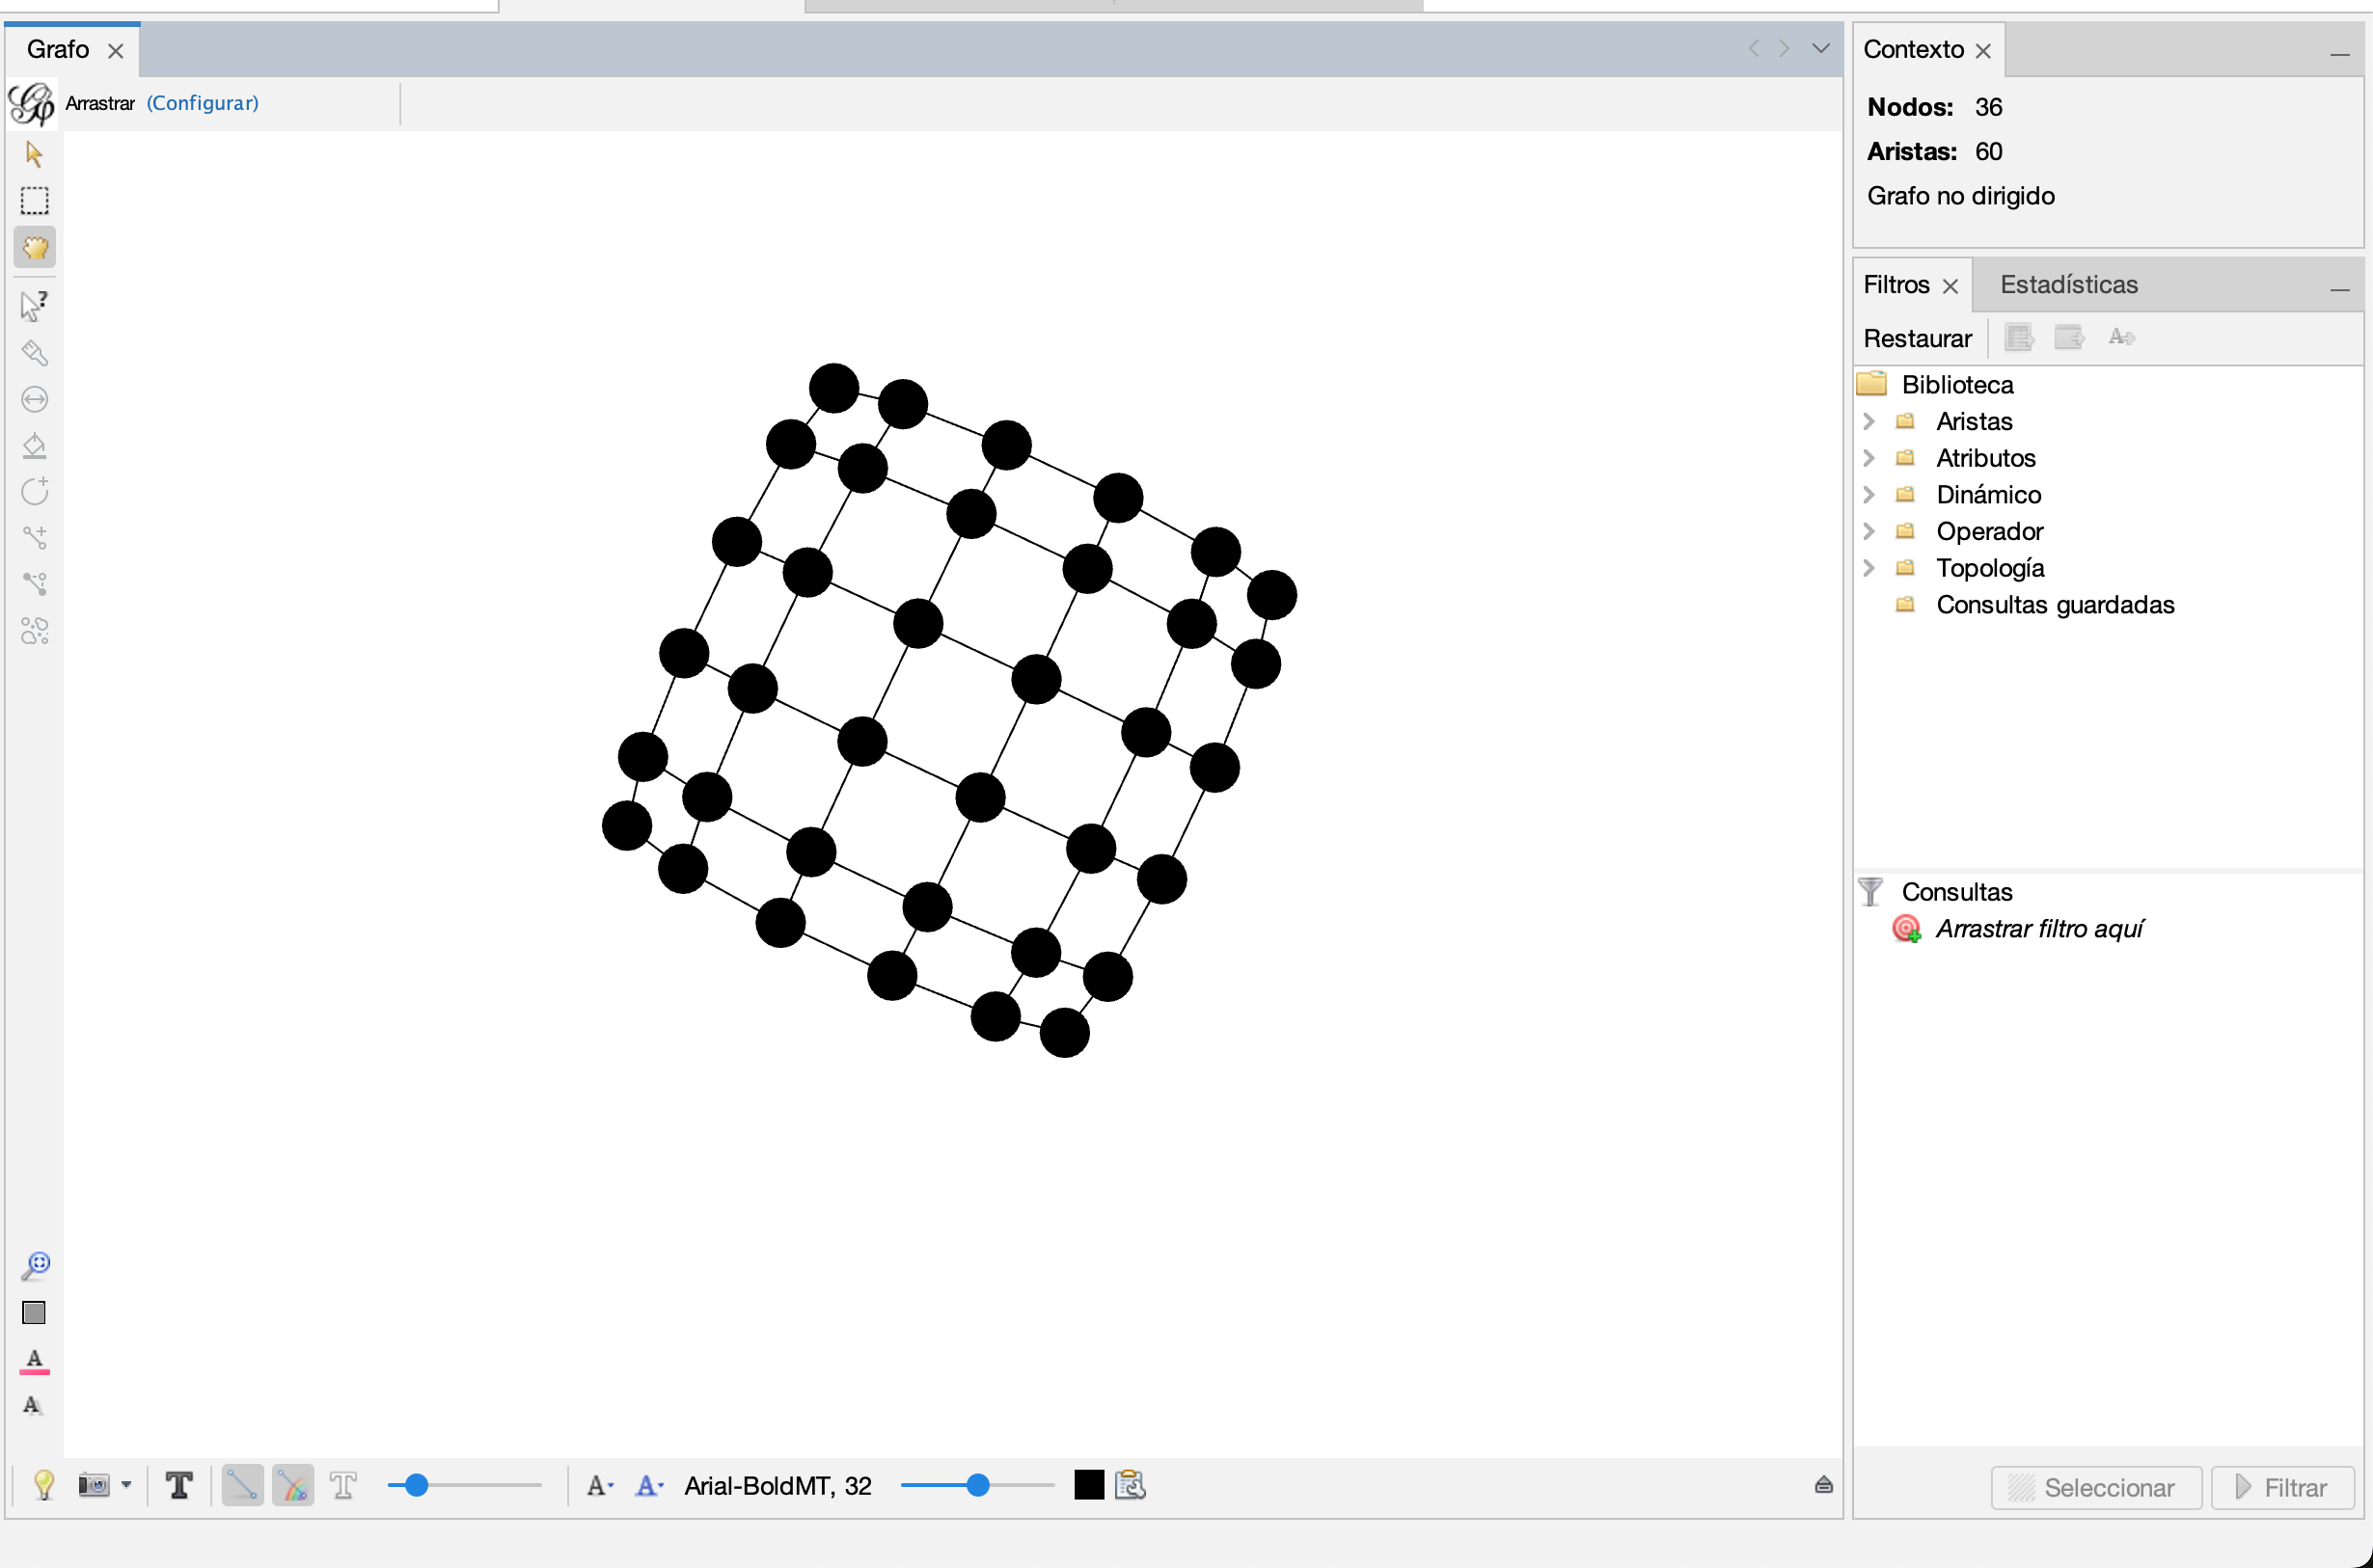 Grafo
Arrastrar (Configurar)
Contexto
Nodos: 36
Aristas: 60
Grafo no dirigido
Filtros Estadísticas
Restaurar
Biblioteca
Aristas
Atributos
Dinámico
Operador
Topología
Consultas guardadas
Consultas
Arrastrar filtro aquí
Seleccionar Filtrar
Arial-BoldMT, 32